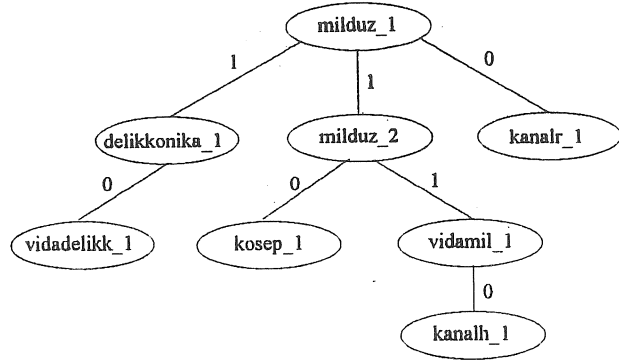 milduz_1
1
1
0
delikkonika_1
milduz_2
kanalr_1
0
0
1
vidadelikk_1
kosep_1
vidamil_1
0
kanalh_1